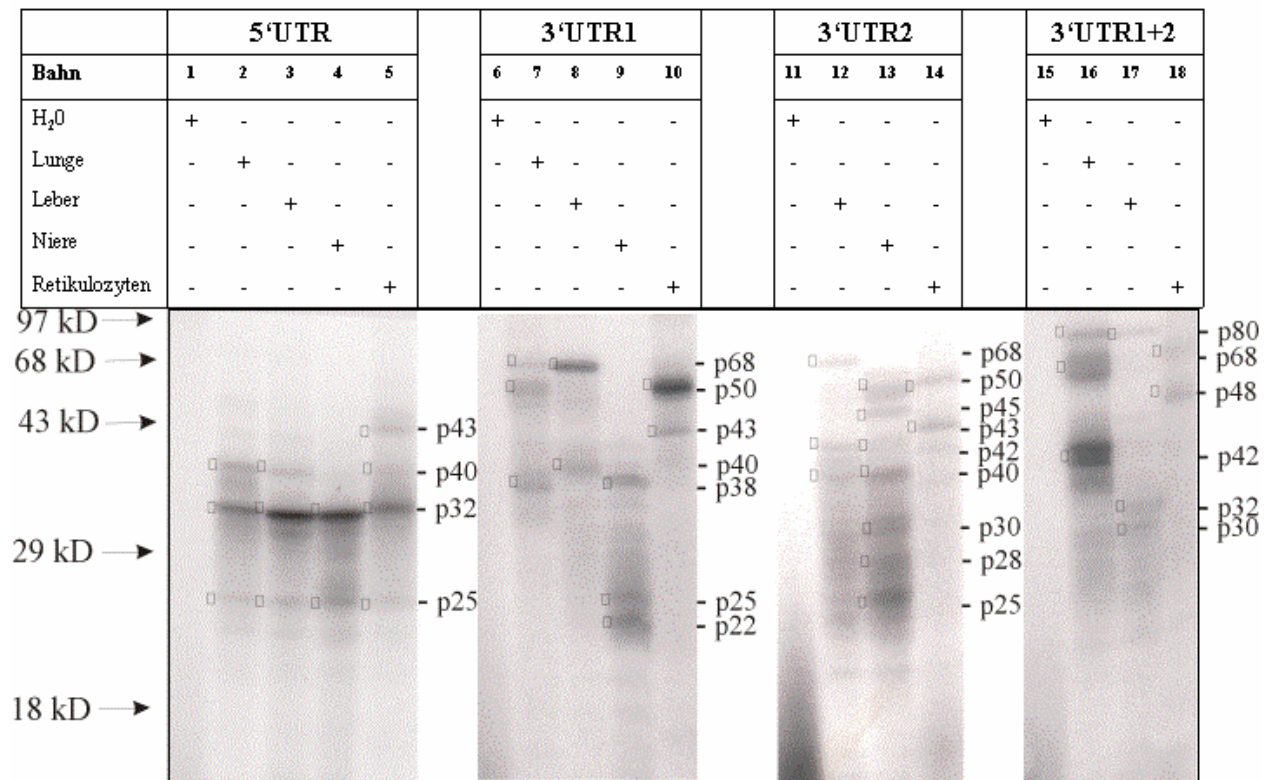 5‘UTR 3‘UTR1 3‘UTR2 3‘UTR1+2
Bahn 1 2 3 4 5 6 7 8 9 10 11 12 13 14 15 16 17 18
H₂0 + - - - - + - - - - + - - - + - - -
Lunge - + - - - - + - - - - - - - - + - -
Leber - - + - - - - + - - - + - - - - + -
Niere - - - + - - - - + - - - + - - - - -
Retikulozyten - - - - + - - - - + - - - + - - - +
97 kD
68 kD
43 kD
29 kD
18 kD
p43
p40
p32
p25
p68
p50
p43
p40
p38
p25
p22
p68
p50
p45
p43
p42
p40
p30
p28
p25
p80
p68
p48
p42
p32
p30